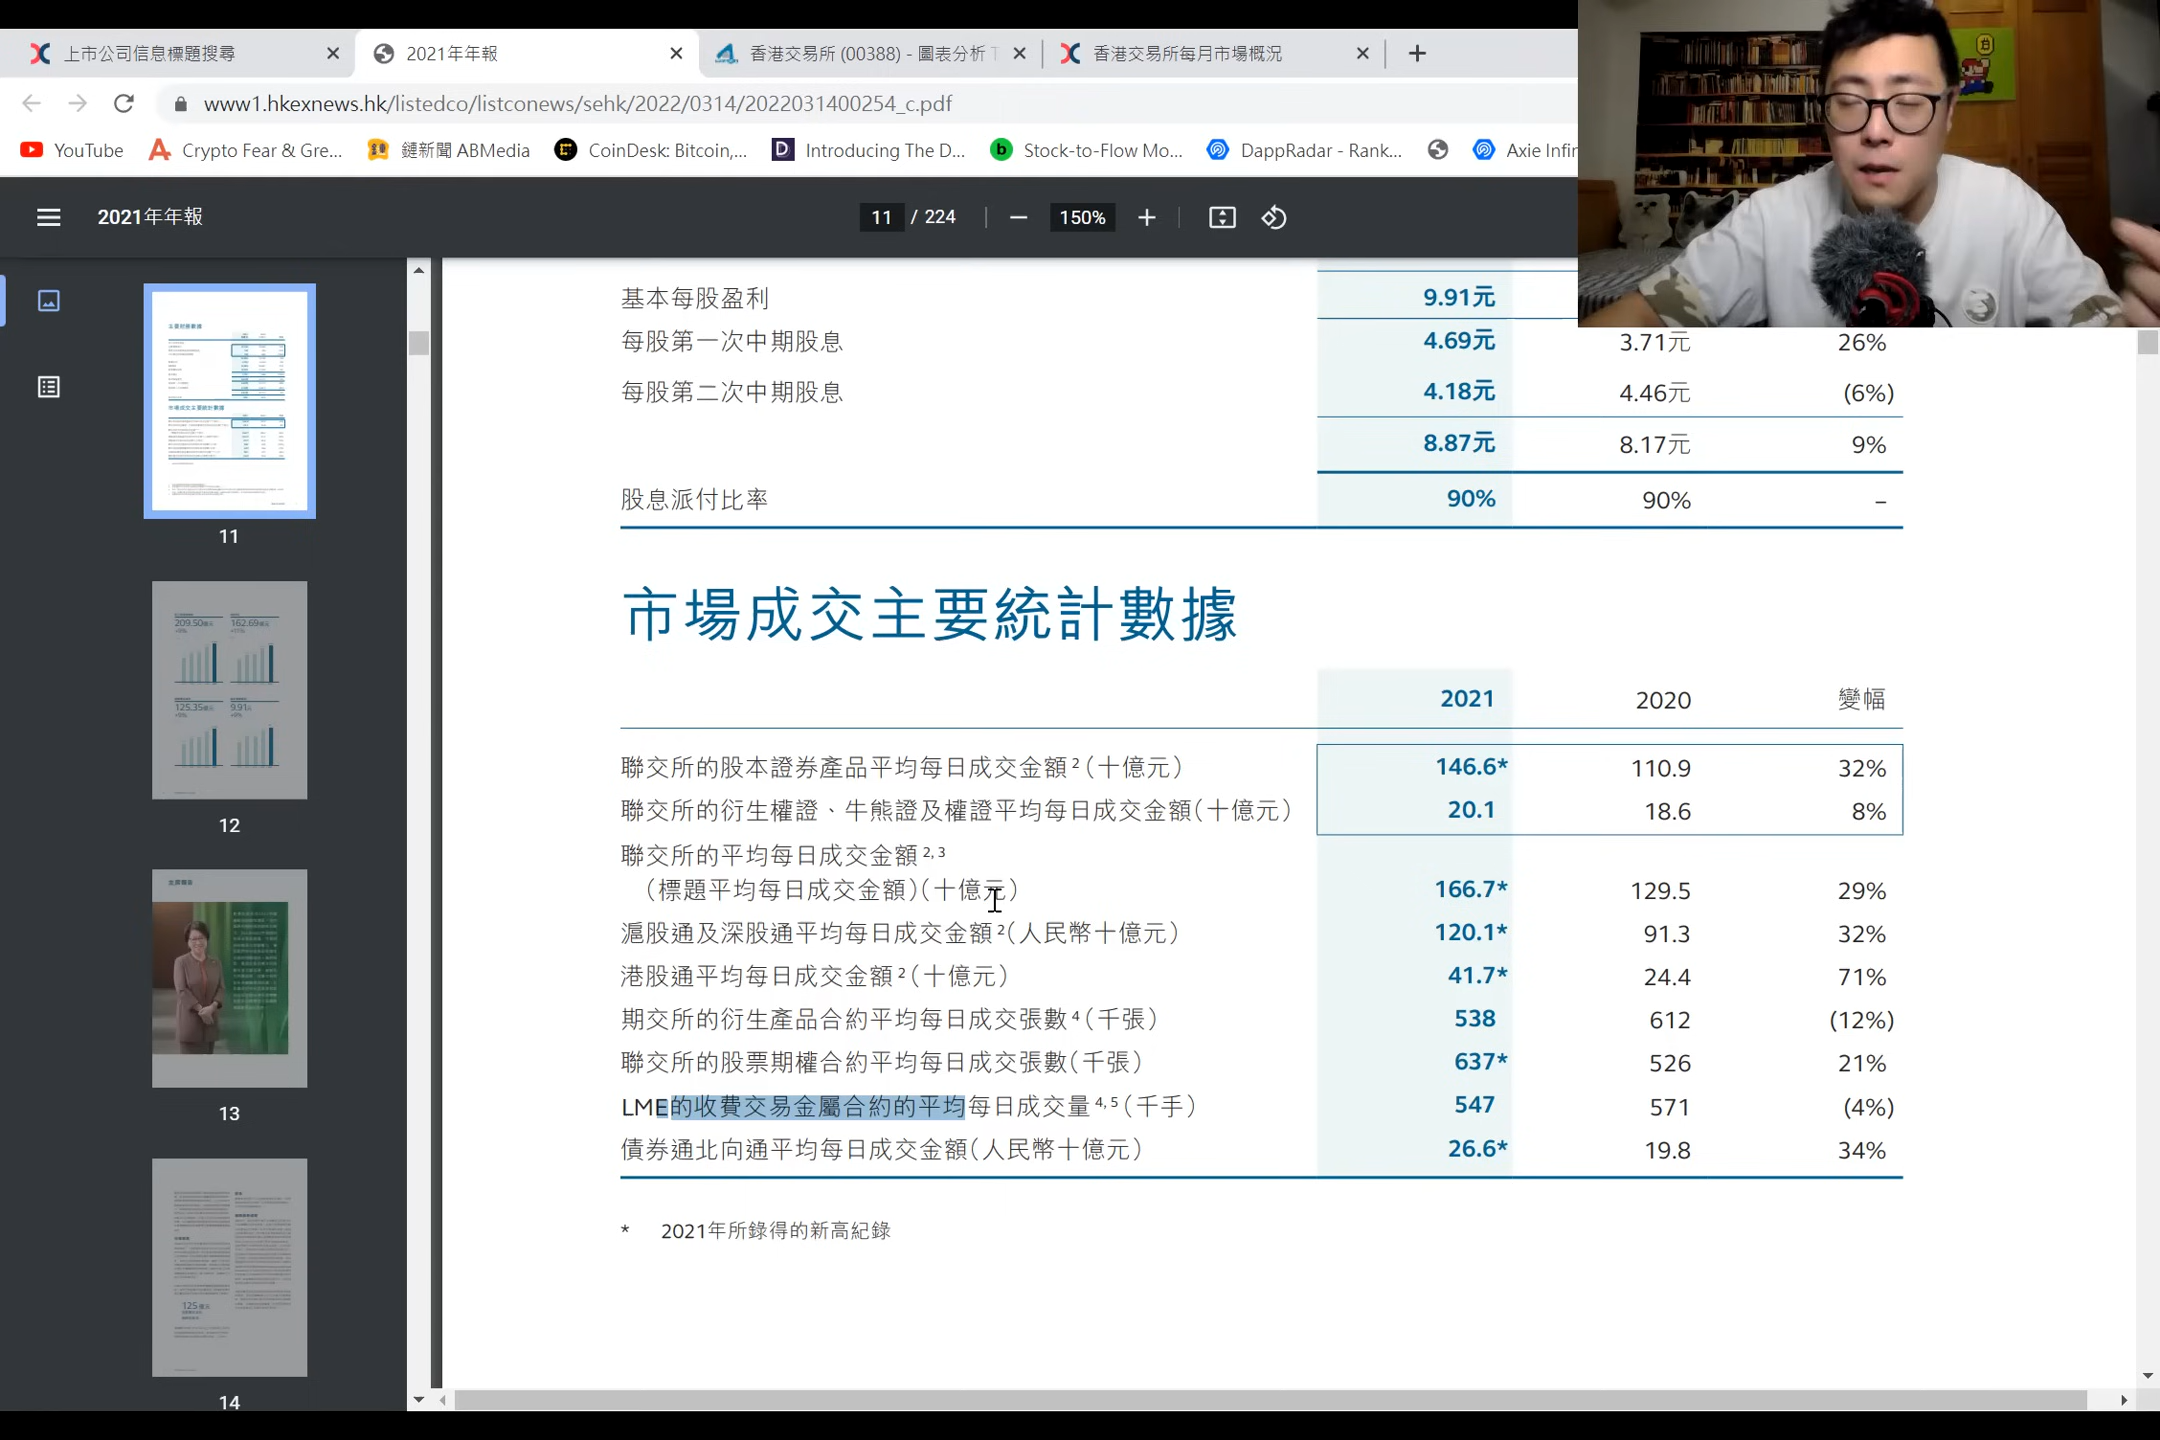 上市公司信息標題搜尋
2021年年報
香港交易所 (00388) - 圖表分析
香港交易所每月市場概況
www1.hkexnews.hk/listedco/listconews/sehk/2022/0314/2022031400254_c.pdf
YouTube
Crypto Fear & Gre...
鏈新聞 ABMedia
CoinDesk: Bitcoin,...
Introducing The D...
Stock-to-Flow Mo...
DappRadar - Rank...
Axie Infin
2021年年報
11 / 224
150%
11
209.50
162.69
125.35
9.91
12
13
125
14
基本每股盈利 9.91元
每股第一次中期股息 4.69元 3.71元 26%
每股第二次中期股息 4.18元 4.46元 (6%)
8.87元 8.17元 9%
股息派付比率 90% 90% –
市場成交主要統計數據
2021 2020 變幅
聯交所的股本證券產品平均每日成交金額2(十億元) 146.6* 110.9 32%
聯交所的衍生權證、牛熊證及權證平均每日成交金額(十億元) 20.1 18.6 8%
聯交所的平均每日成交金額2, 3
(標題平均每日成交金額)(十億元) 166.7* 129.5 29%
滬股通及深股通平均每日成交金額2(人民幣十億元) 120.1* 91.3 32%
港股通平均每日成交金額2(十億元) 41.7* 24.4 71%
期交所的衍生產品合約平均每日成交張數4(千張) 538 612 (12%)
聯交所的股票期權合約平均每日成交張數(千張) 637* 526 21%
LME的收費交易金屬合約的平均每日成交量4, 5(千手) 547 571 (4%)
債券通北向通平均每日成交金額(人民幣十億元) 26.6* 19.8 34%
* 2021年所錄得的新高紀錄